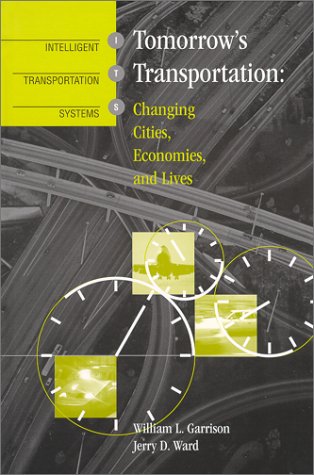 INTELLIGENT
TRANSPORTATION
SYSTEMS
I
T
S
Tomorrow's
Transportation:
Changing
Cities,
Economies,
and Lives
William L. Garrison
Jerry D. Ward